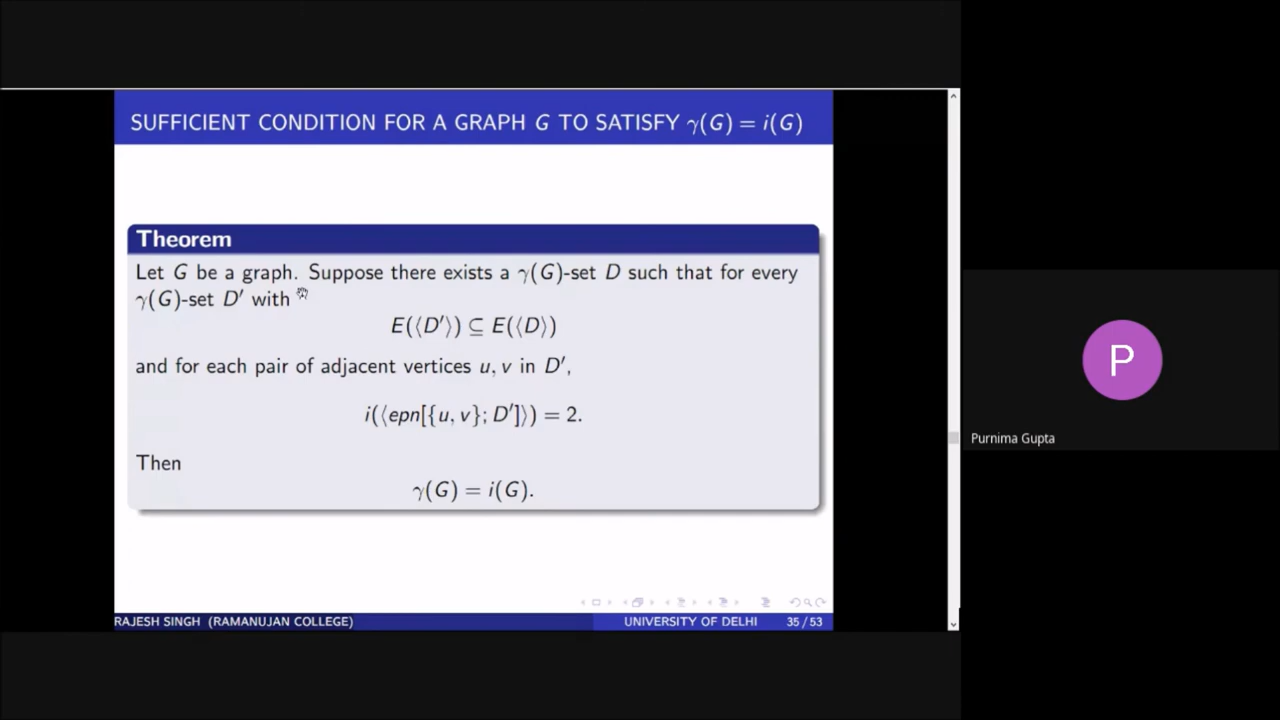 SUFFICIENT CONDITION FOR A GRAPH G TO SATISFY γ(G) = i(G)
Theorem
Let G be a graph. Suppose there exists a γ(G)-set D such that for every
γ(G)-set D′ with
E(⟨D′⟩) ⊆ E(⟨D⟩)
and for each pair of adjacent vertices u, v in D′,
i(⟨epn[{u, v}; D′]⟩) = 2.
Then
γ(G) = i(G).
RAJESH SINGH (RAMANUJAN COLLEGE) UNIVERSITY OF DELHI 35 / 53
P
Purnima Gupta